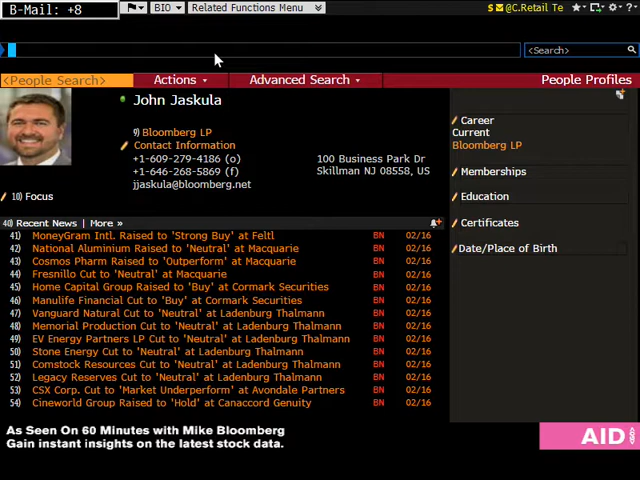 B-Mail: +8
BIO
Related Functions Menu
@C.Retail Te
<Search>
<People Search>
Actions
Advanced Search
People Profiles
John Jaskula
9) Bloomberg LP
Contact Information
+1-609-279-4186 (o)
100 Business Park Dr
+1-646-268-5869 (f)
Skillman NJ 08558, US
jjaskula@bloomberg.net
10) Focus
Career
Current
Bloomberg LP
Memberships
Education
Certificates
Date/Place of Birth
40) Recent News | More »
41) MoneyGram Intl. Raised to 'Strong Buy' at Feltl BN 02/16
42) National Aluminium Raised to 'Neutral' at Macquarie BN 02/16
43) Cosmos Pharm Raised to 'Outperform' at Macquarie BN 02/16
44) Fresnillo Cut to 'Neutral' at Macquarie BN 02/16
45) Home Capital Group Raised to 'Buy' at Cormark Securities BN 02/16
46) Manulife Financial Cut to 'Buy' at Cormark Securities BN 02/16
47) Vanguard Natural Cut to 'Neutral' at Ladenburg Thalmann BN 02/16
48) Memorial Production Cut to 'Neutral' at Ladenburg Thalmann BN 02/16
49) EV Energy Partners LP Cut to 'Neutral' at Ladenburg Thalmann BN 02/16
50) Stone Energy Cut to 'Neutral' at Ladenburg Thalmann BN 02/16
51) Comstock Resources Cut to 'Neutral' at Ladenburg Thalmann BN 02/16
52) Legacy Reserves Cut to 'Neutral' at Ladenburg Thalmann BN 02/16
53) CSX Corp. Cut to 'Market Underperform' at Avondale Partners BN 02/16
54) Cineworld Group Raised to 'Hold' at Canaccord Genuity BN 02/16
As Seen On 60 Minutes with Mike Bloomberg
Gain instant insights on the latest stock data.
AID